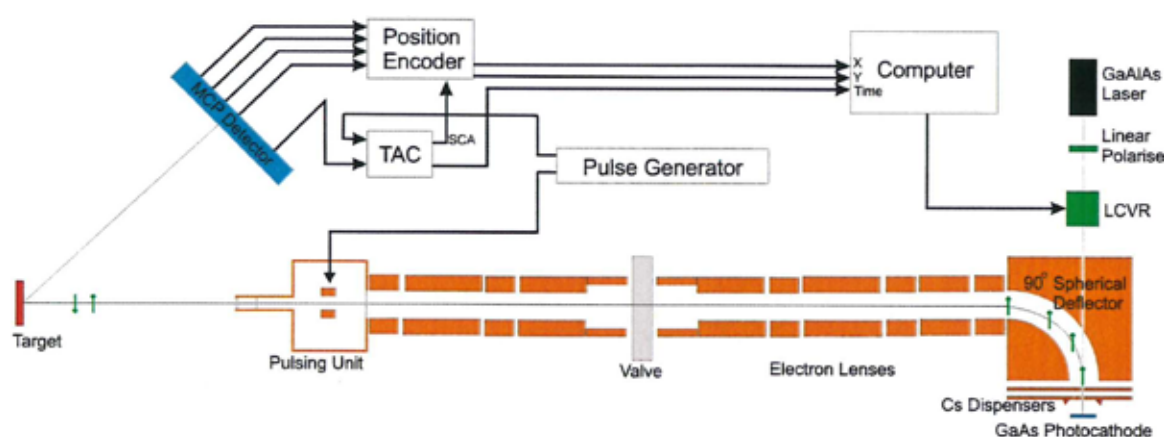 Position
Encoder
X
Y
Time
Computer
GaAlAs
Laser
MCP Detector
Linear
Polarise
TAC
SCA
Pulse Generator
LCVR
90° Spherical
Deflector
Target
Pulsing Unit
Valve
Electron Lenses
Cs Dispensers
GaAs Photocathode